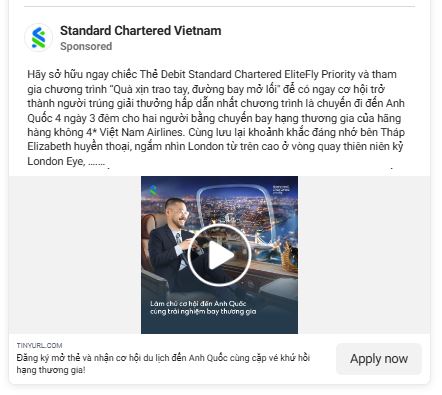 Standard Chartered Vietnam
Sponsored
Hãy sở hữu ngay chiếc Thẻ Debit Standard Chartered EliteFly Priority và tham
gia chương trình "Quà xịn trao tay, đường bay mở lối" để có ngay cơ hội trở
thành người trúng giải thưởng hấp dẫn nhất chương trình là chuyến đi đến Anh
Quốc 4 ngày 3 đêm cho hai người bằng chuyến bay hạng thương gia của hãng
hàng không 4* Việt Nam Airlines. Cùng lưu lại khoảnh khắc đáng nhớ bên Tháp
Elizabeth huyền thoại, ngắm nhìn London từ trên cao ở vòng quay thiên niên kỷ
London Eye, ……
Làm chủ cơ hội đến Anh Quốc
cùng trải nghiệm bay thương gia
TINYURL.COM
Đăng ký mở thẻ và nhận cơ hội du lịch đến Anh Quốc cùng cặp vé khứ hồi
hạng thương gia!
Apply now